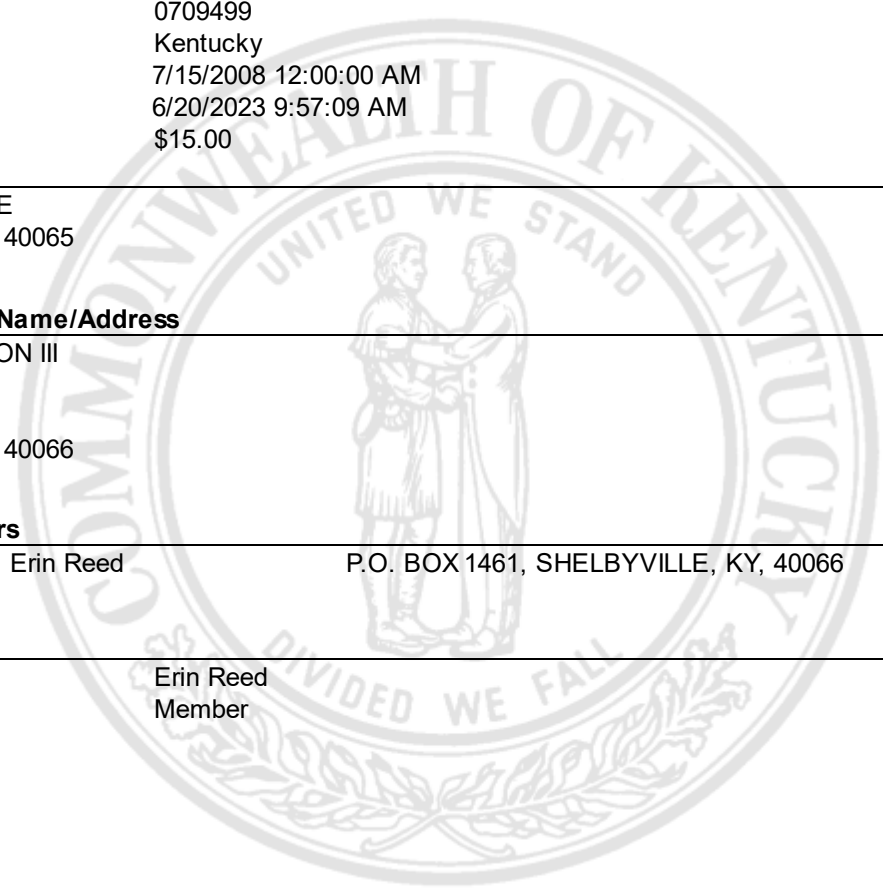 0709499
Kentucky
7/15/2008 12:00:00 AM
6/20/2023 9:57:09 AM
$15.00
E
40065
Name/Address
ON III
40066
rs
Erin Reed P.O. BOX 1461, SHELBYVILLE, KY, 40066
Erin Reed
Member
COMMONWEALTH OF KENTUCKY
UNITED WE STAND
DIVIDED WE FALL